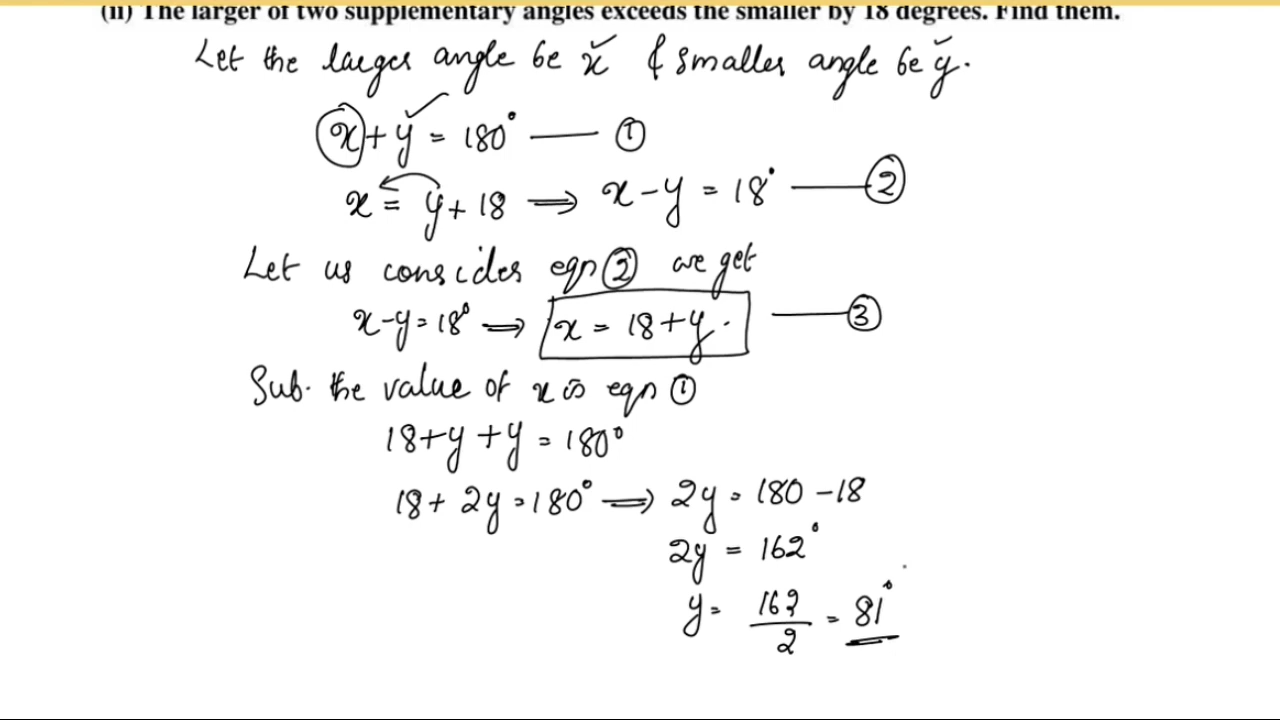 (ii) The larger of two supplementary angles exceeds the smaller by 18 degrees. Find them.
Let the larger angle be x & smaller angle be y.
x + y = 180° —— ①
x = y + 18 ⟹ x - y = 18° —— ②
Let us consider eqn ② we get
x - y = 18° ⟹ x = 18 + y. —— ③
Sub. the value of x in eqn ①
18 + y + y = 180°
18 + 2y = 180° ⟹ 2y = 180 - 18
2y = 162°
y = 162/2 = 81°